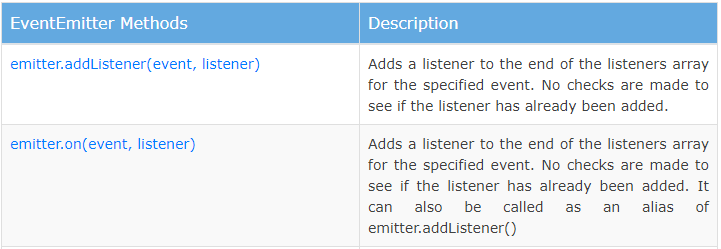 EventEmitter Methods
Description
emitter.addListener(event, listener)
Adds a listener to the end of the listeners array
for the specified event. No checks are made to
see if the listener has already been added.
emitter.on(event, listener)
Adds a listener to the end of the listeners array
for the specified event. No checks are made to
see if the listener has already been added. It
can also be called as an alias of
emitter.addListener()